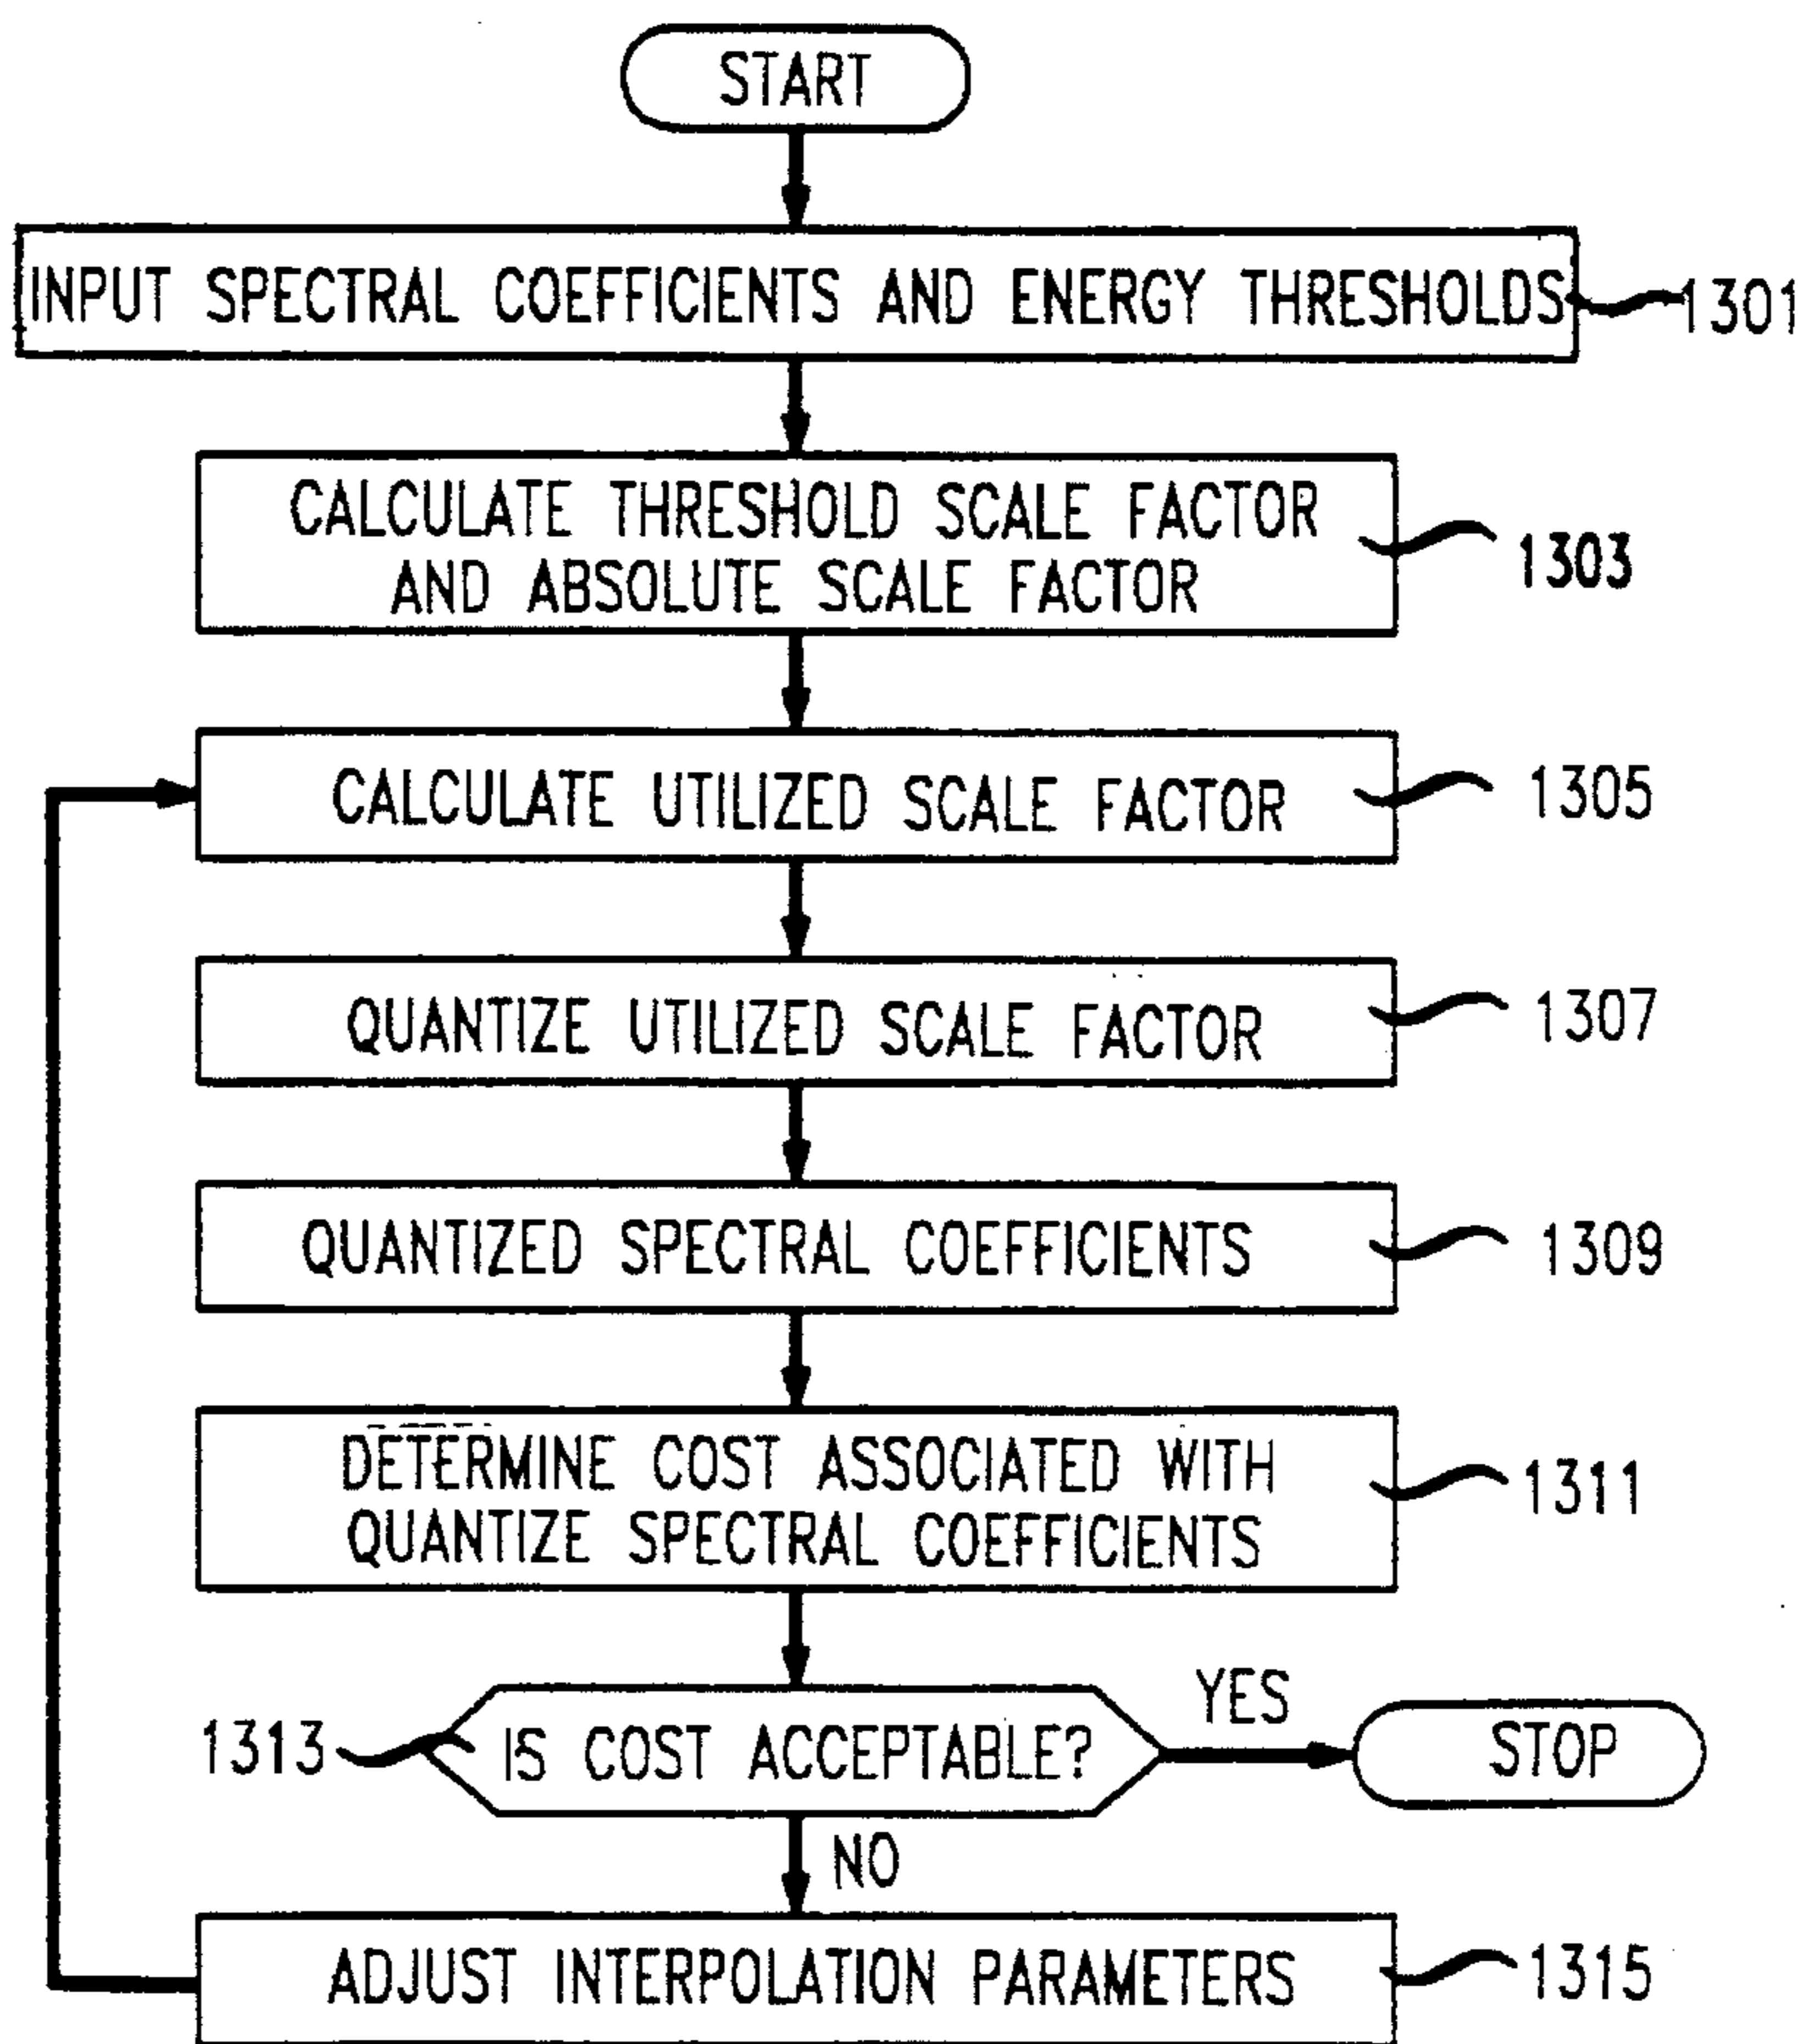 START
INPUT SPECTRAL COEFFICIENTS AND ENERGY THRESHOLDS
1301
CALCULATE THRESHOLD SCALE FACTOR
AND ABSOLUTE SCALE FACTOR
1303
CALCULATE UTILIZED SCALE FACTOR
1305
QUANTIZE UTILIZED SCALE FACTOR
1307
QUANTIZED SPECTRAL COEFFICIENTS
1309
DETERMINE COST ASSOCIATED WITH
QUANTIZE SPECTRAL COEFFICIENTS
1311
1313
IS COST ACCEPTABLE?
YES
STOP
NO
ADJUST INTERPOLATION PARAMETERS
1315